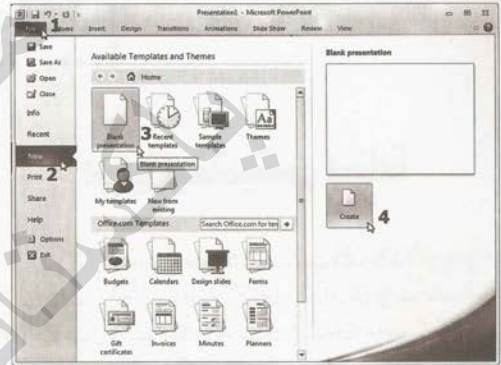 Presentation1 - Microsoft PowerPoint
File Home Insert Design Transitions Animations Slide Show Review View
1
Save
Save As
Open
Close
Info
Recent
New
2
Print
Share
Help
Options
Exit
Available Templates and Themes
Home
Blank presentation
3
Recent templates
Sample templates
Themes
Blank presentation
My templates
New from existing
Office.com Templates
Search Office.com for tem
Budgets
Calendars
Design slides
Forms
Gift certificates
Invoices
Minutes
Planners
Blank presentation
Create
4